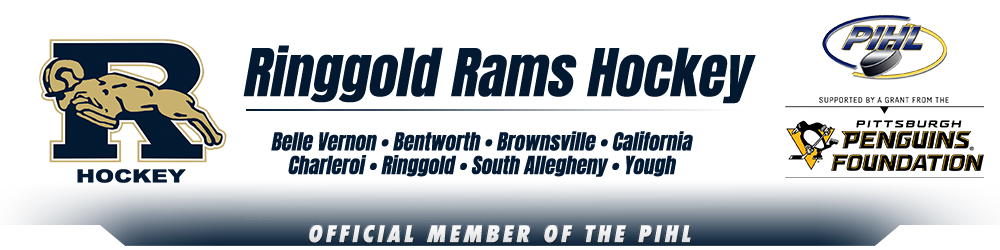 R
HOCKEY
Ringgold Rams Hockey
Belle Vernon • Bentworth • Brownsville • California
Charleroi • Ringgold • South Allegheny • Yough
PIHL
SUPPORTED BY A GRANT FROM THE
PITTSBURGH
PENGUINS.
FOUNDATION
OFFICIAL MEMBER OF THE PIHL